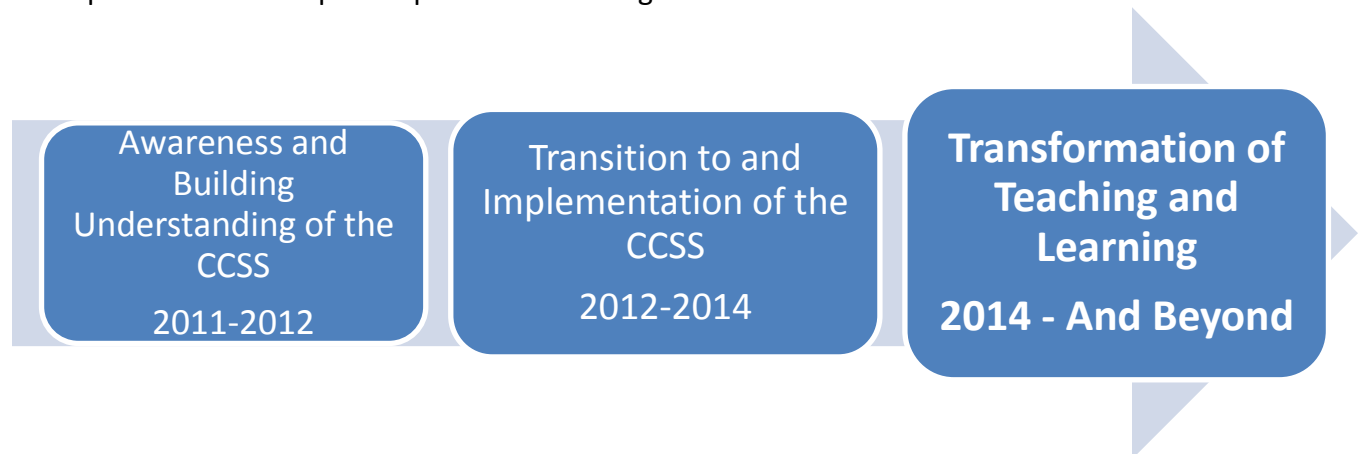 Awareness and
Building
Understanding of the
CCSS
2011-2012
Transition to and
Implementation of the
CCSS
2012-2014
Transformation of
Teaching and
Learning
2014 - And Beyond